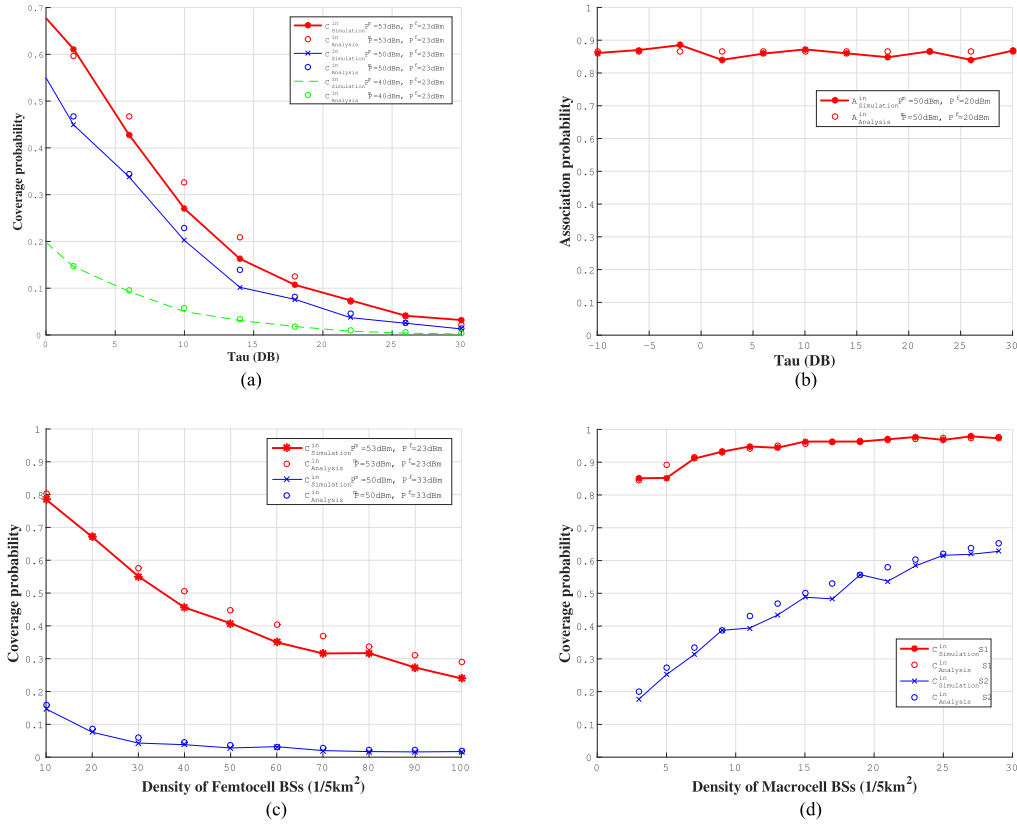 0.7
0.6
0.5
0.4
0.3
0.2
0.1
0
0 5 10 15 20 25 30
Coverage probability
Tau (DB)
C in Simulation P^m=53dBm, P^f=23dBm
C in Analysis P^m=53dBm, P^f=23dBm
C in Simulation P^m=50dBm, P^f=23dBm
C in Analysis P^m=50dBm, P^f=23dBm
C in Simulation P^m=40dBm, P^f=23dBm
C in Analysis P^m=40dBm, P^f=23dBm
(a)
1
0.9
0.8
0.7
0.6
0.5
0.4
0.3
0.2
0.1
0
-10 -5 0 5 10 15 20 25 30
Association probability
Tau (DB)
A in Simulation P^m=50dBm, P^f=20dBm
A in Analysis P^m=50dBm, P^f=20dBm
(b)
1
0.9
0.8
0.7
0.6
0.5
0.4
0.3
0.2
0.1
0
10 20 30 40 50 60 70 80 90 100
Coverage probability
Density of Femtocell BSs (1/5km²)
C in Simulation P^m=53dBm, P^f=23dBm
C in Analysis P^m=53dBm, P^f=23dBm
C in Simulation P^m=50dBm, P^f=33dBm
C in Analysis P^m=50dBm, P^f=33dBm
(c)
1
0.9
0.8
0.7
0.6
0.5
0.4
0.3
0.2
0.1
0
0 5 10 15 20 25 30
Coverage probability
Density of Macrocell BSs (1/5km²)
C in Simulation S1
C in Analysis S1
C in Simulation S2
C in Analysis S2
(d)